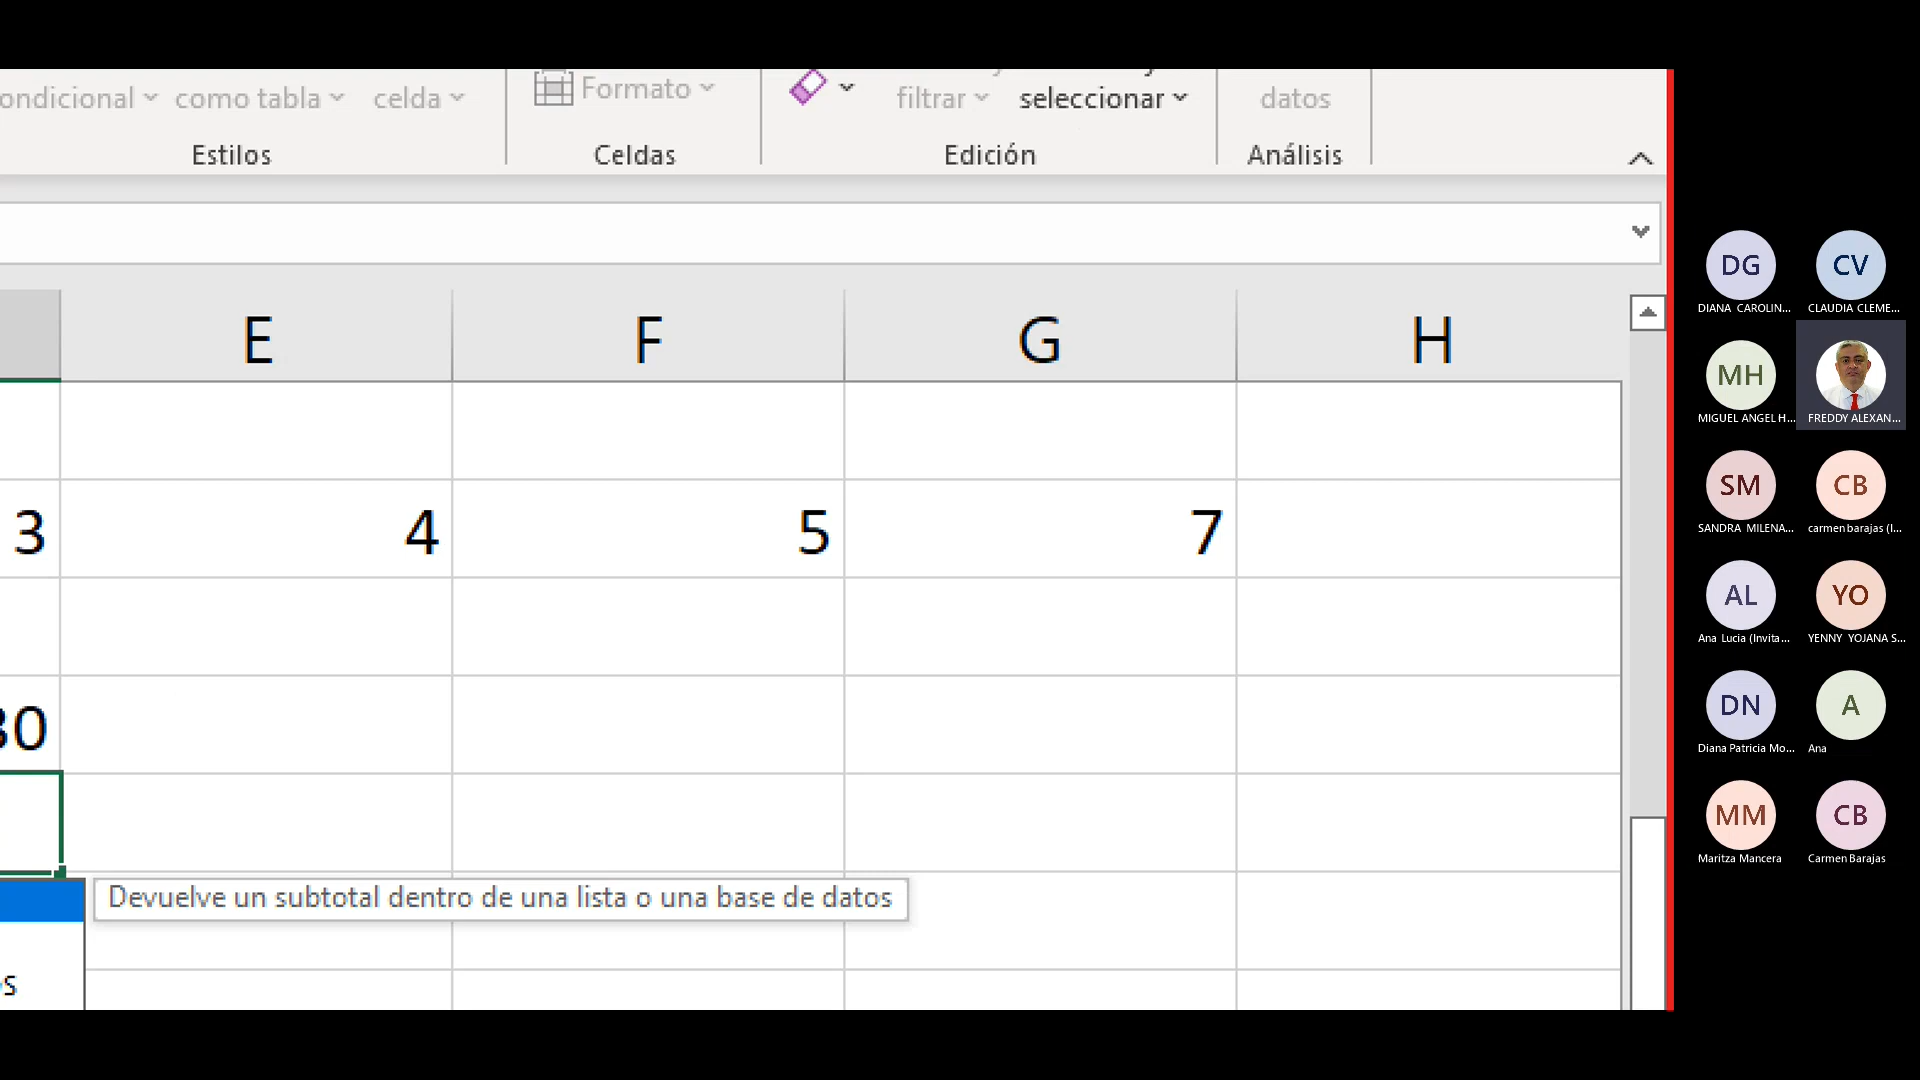 ondicional como tabla celda Formato filtrar seleccionar datos
Estilos Celdas Edición Análisis
E F G H
3 4 5 7
30
Devuelve un subtotal dentro de una lista o una base de datos
os
DG CV
DIANA CAROLIN... CLAUDIA CLEME...
MH
MIGUEL ANGEL H... FREDDY ALEXAN...
SM CB
SANDRA MILENA... carmen barajas (I...
AL YO
Ana Lucia (Invita... YENNY YOJANA S...
DN A
Diana Patricia Mo... Ana
MM CB
Maritza Mancera Carmen Barajas